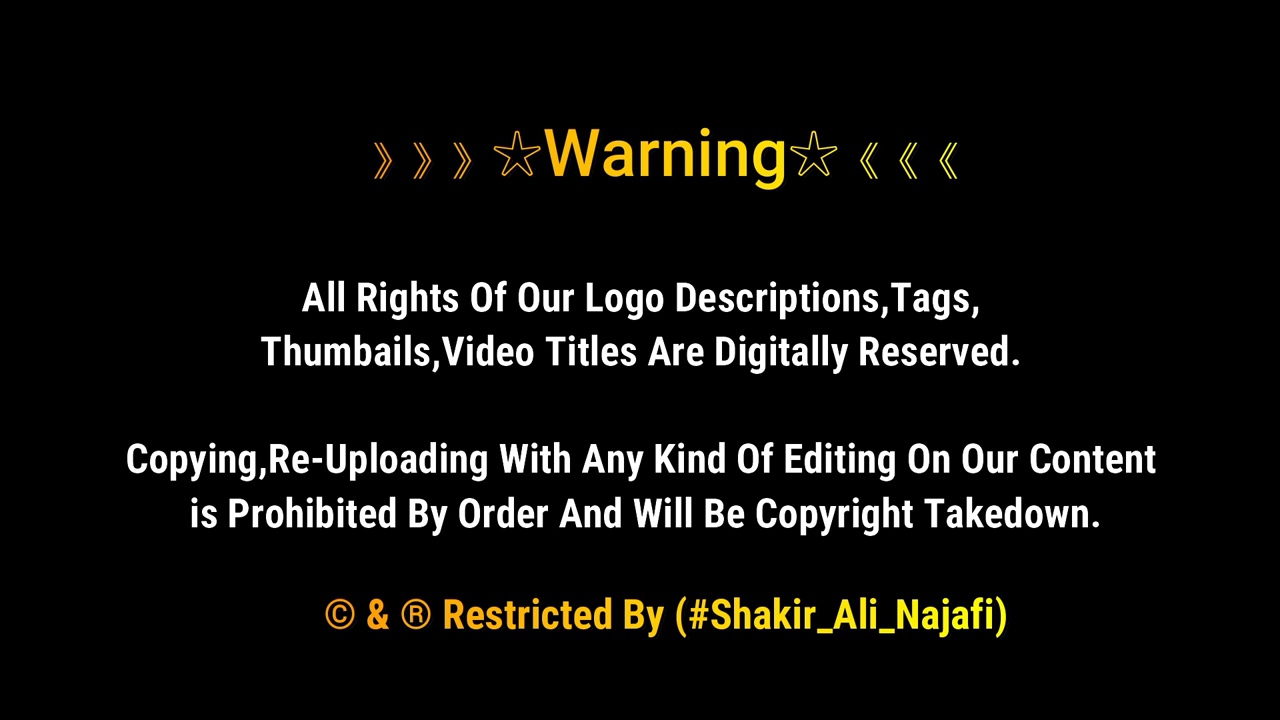 》》》☆Warning☆《《《
All Rights Of Our Logo Descriptions,Tags,
Thumbails,Video Titles Are Digitally Reserved.
Copying,Re-Uploading With Any Kind Of Editing On Our Content
is Prohibited By Order And Will Be Copyright Takedown.
© & ® Restricted By (#Shakir_Ali_Najafi)